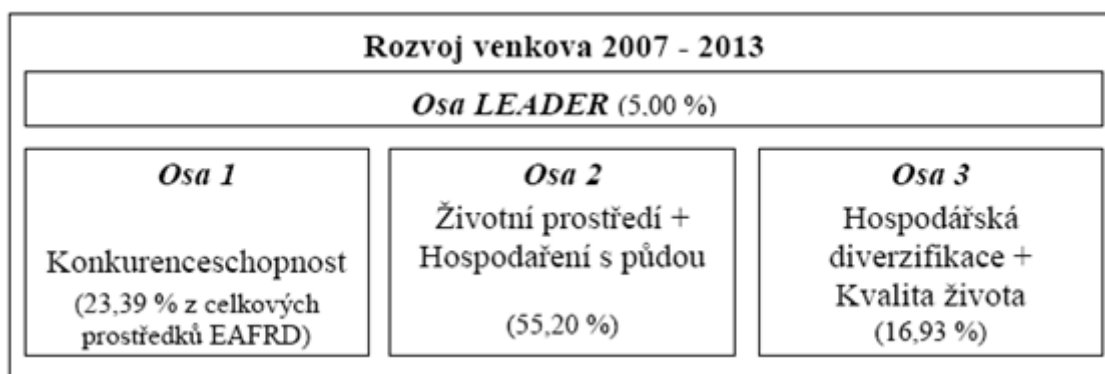 Rozvoj venkova 2007 - 2013
Osa LEADER (5,00 %)
Osa 1
Konkurenceschopnost
(23,39 % z celkových
prostředků EAFRD)
Osa 2
Životní prostředí +
Hospodaření s půdou
(55,20 %)
Osa 3
Hospodářská
diverzifikace +
Kvalita života
(16,93 %)